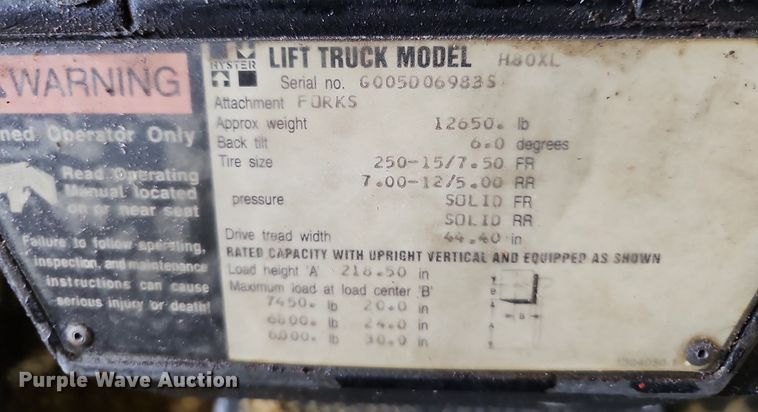 WARNING
ned Operator Only
Read Operating
Manual located
on or near seat
Failure to follow operating,
inspection, and maintenance
instructions can cause
serious injury or death!
HYSTER
LIFT TRUCK MODEL H80XL
Serial no. G005D06983S
Attachment FORKS
Approx weight 12650. lb
Back tilt 6.0 degrees
Tire size 250-15/7.50 FR
7.00-12/5.00 RR
pressure SOLID FR
SOLID RR
Drive tread width 44.40 in
RATED CAPACITY WITH UPRIGHT VERTICAL AND EQUIPPED AS SHOWN
Load height 'A' 218.50 in
Maximum load at load center 'B'
7450. lb 20.0 in
6800. lb 24.0 in
6000. lb 30.0 in
Purple Wave Auction